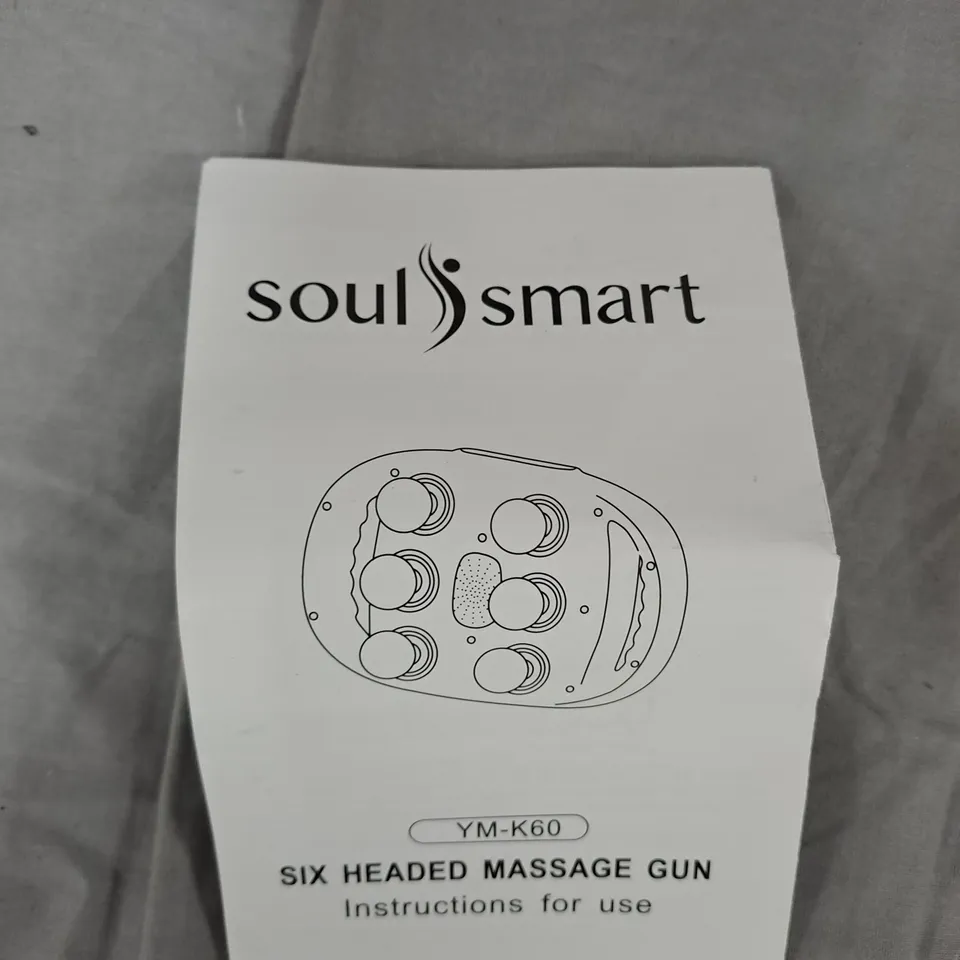 soul smart
YM-K60
SIX HEADED MASSAGE GUN
Instructions for use